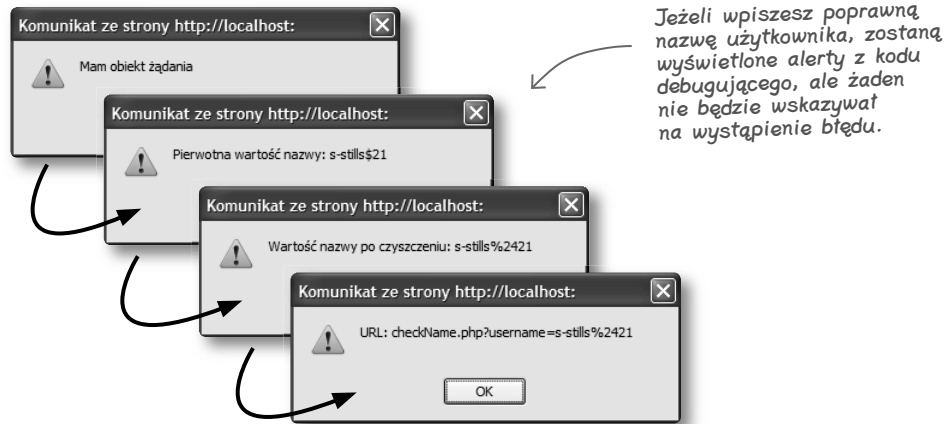 Komunikat ze strony http://localhost:
Mam obiekt żądania
Komunikat ze strony http://localhost:
Pierwotna wartość nazwy: s-stills$21
Komunikat ze strony http://localhost:
Wartość nazwy po czyszczeniu: s-stills%2421
Komunikat ze strony http://localhost:
URL: checkName.php?username=s-stills%2421
OK
Jeżeli wpiszesz poprawną
nazwę użytkownika, zostaną
wyświetlone alerty z kodu
debugującego, ale żaden
nie będzie wskazywał
na wystąpienie błędu.